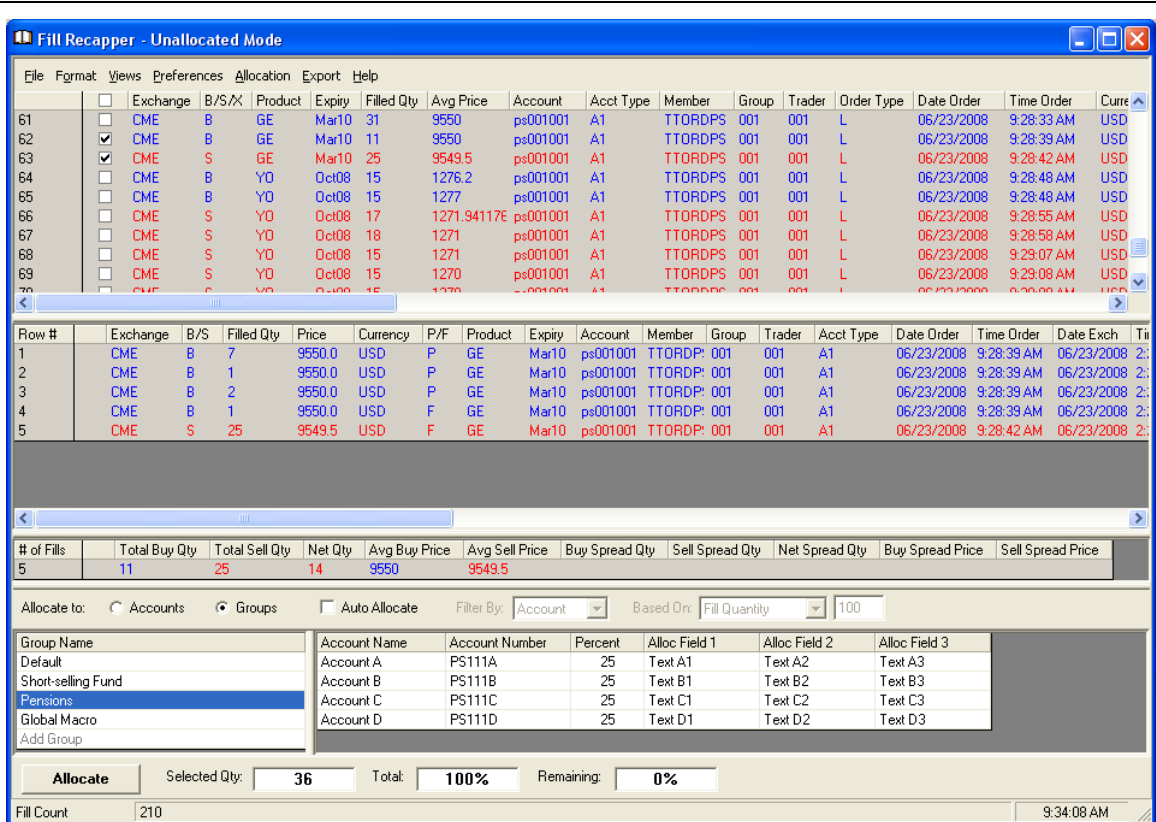 Fill Recapper - Unallocated Mode
File Format Views Preferences Allocation Export Help
Exchange B/S/X Product Expiry Filled Qty Avg Price Account Acct Type Member Group Trader Order Type Date Order Time Order Curre
61 CME B GE Mar10 31 9550 ps001001 A1 TTORDPS 001 001 L 06/23/2008 9:28:33 AM USD
62 CME B GE Mar10 11 9550 ps001001 A1 TTORDPS 001 001 L 06/23/2008 9:28:39 AM USD
63 CME S GE Mar10 25 9549.5 ps001001 A1 TTORDPS 001 001 L 06/23/2008 9:28:42 AM USD
64 CME B YO Oct08 15 1276.2 ps001001 A1 TTORDPS 001 001 L 06/23/2008 9:28:48 AM USD
65 CME B YO Oct08 15 1277 ps001001 A1 TTORDPS 001 001 L 06/23/2008 9:28:48 AM USD
66 CME S YO Oct08 17 1271.941176 ps001001 A1 TTORDPS 001 001 L 06/23/2008 9:28:55 AM USD
67 CME S YO Oct08 18 1271 ps001001 A1 TTORDPS 001 001 L 06/23/2008 9:28:58 AM USD
68 CME S YO Oct08 15 1271 ps001001 A1 TTORDPS 001 001 L 06/23/2008 9:29:07 AM USD
69 CME S YO Oct08 15 1270 ps001001 A1 TTORDPS 001 001 L 06/23/2008 9:29:08 AM USD
Row # Exchange B/S Filled Qty Price Currency P/F Product Expiry Account Member Group Trader Acct Type Date Order Time Order Date Exch
1 CME B 7 9550.0 USD P GE Mar10 ps001001 TTORDP 001 001 A1 06/23/2008 9:28:39 AM 06/23/2008
2 CME B 1 9550.0 USD P GE Mar10 ps001001 TTORDP 001 001 A1 06/23/2008 9:28:39 AM 06/23/2008
3 CME B 2 9550.0 USD P GE Mar10 ps001001 TTORDP 001 001 A1 06/23/2008 9:28:39 AM 06/23/2008
4 CME B 1 9550.0 USD F GE Mar10 ps001001 TTORDP 001 001 A1 06/23/2008 9:28:39 AM 06/23/2008
5 CME S 25 9549.5 USD F GE Mar10 ps001001 TTORDP 001 001 A1 06/23/2008 9:28:42 AM 06/23/2008
# of Fills Total Buy Qty Total Sell Qty Net Qty Avg Buy Price Avg Sell Price Buy Spread Qty Sell Spread Qty Net Spread Qty Buy Spread Price Sell Spread Price
5 11 25 14 9550 9549.5
Allocate to: Accounts Groups Auto Allocate Filter By: Account Based On: Fill Quantity 100
Group Name
Default
Short-selling Fund
Pensions
Global Macro
Add Group
Account Name Account Number Percent Alloc Field 1 Alloc Field 2 Alloc Field 3
Account A PS111A 25 Text A1 Text A2 Text A3
Account B PS111B 25 Text B1 Text B2 Text B3
Account C PS111C 25 Text C1 Text C2 Text C3
Account D PS111D 25 Text D1 Text D2 Text D3
Allocate Selected Qty: 36 Total: 100% Remaining: 0%
Fill Count 210 9:34:08 AM